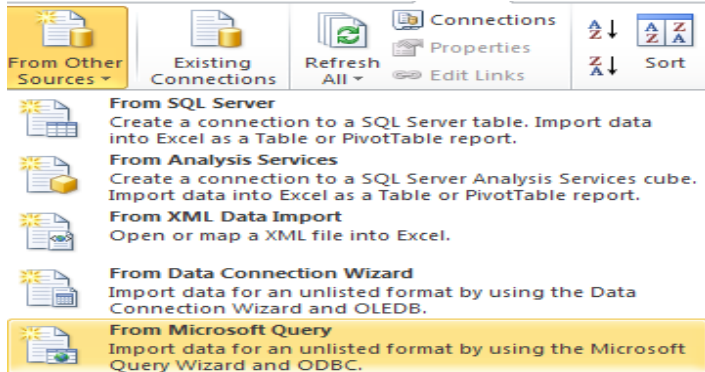 From Other
Sources
Existing
Connections
Refresh
All
Connections
Properties
Edit Links
A
Z
Z
A
A Z
Z A
Sort
From SQL Server
Create a connection to a SQL Server table. Import data
into Excel as a Table or PivotTable report.
From Analysis Services
Create a connection to a SQL Server Analysis Services cube.
Import data into Excel as a Table or PivotTable report.
From XML Data Import
Open or map a XML file into Excel.
From Data Connection Wizard
Import data for an unlisted format by using the Data
Connection Wizard and OLEDB.
From Microsoft Query
Import data for an unlisted format by using the Microsoft
Query Wizard and ODBC.